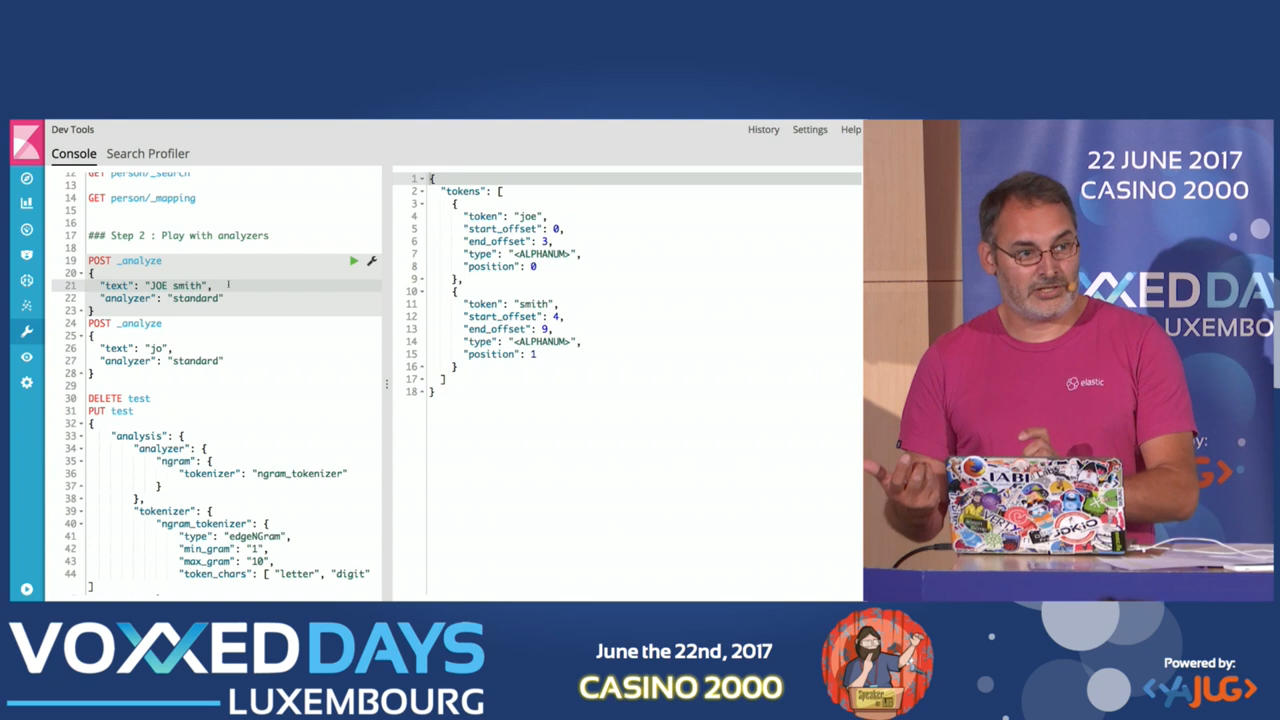 Dev Tools
History Settings Help
Console Search Profiler
12 GET person/_search
13
14 GET person/_mapping
15
16
17 ### Step 2 : Play with analyzers
18
19 POST _analyze
20 {
21 "text": "JOE smith",
22 "analyzer": "standard"
23 }
24 POST _analyze
25 {
26 "text": "jo",
27 "analyzer": "standard"
28 }
29
30 DELETE test
31 PUT test
32 {
33 "analysis": {
34 "analyzer": {
35 "ngram": {
36 "tokenizer": "ngram_tokenizer"
37 }
38 },
39 "tokenizer": {
40 "ngram_tokenizer": {
41 "type": "edgeNGram",
42 "min_gram": "1",
43 "max_gram": "10",
44 "token_chars": [ "letter", "digit"
]
1 {
2 "tokens": [
3 {
4 "token": "joe",
5 "start_offset": 0,
6 "end_offset": 3,
7 "type": "<ALPHANUM>",
8 "position": 0
9 },
10 {
11 "token": "smith",
12 "start_offset": 4,
13 "end_offset": 9,
14 "type": "<ALPHANUM>",
15 "position": 1
16 }
17 ]
18 }
22 JUNE 2017
CASINO 2000
XXED DA
UXEMBO
elastic
by:
UG>
VOXXED DAYS
LUXEMBOURG
June the 22nd, 2017
CASINO 2000
Speaker
Powered by:
<YAJUG>